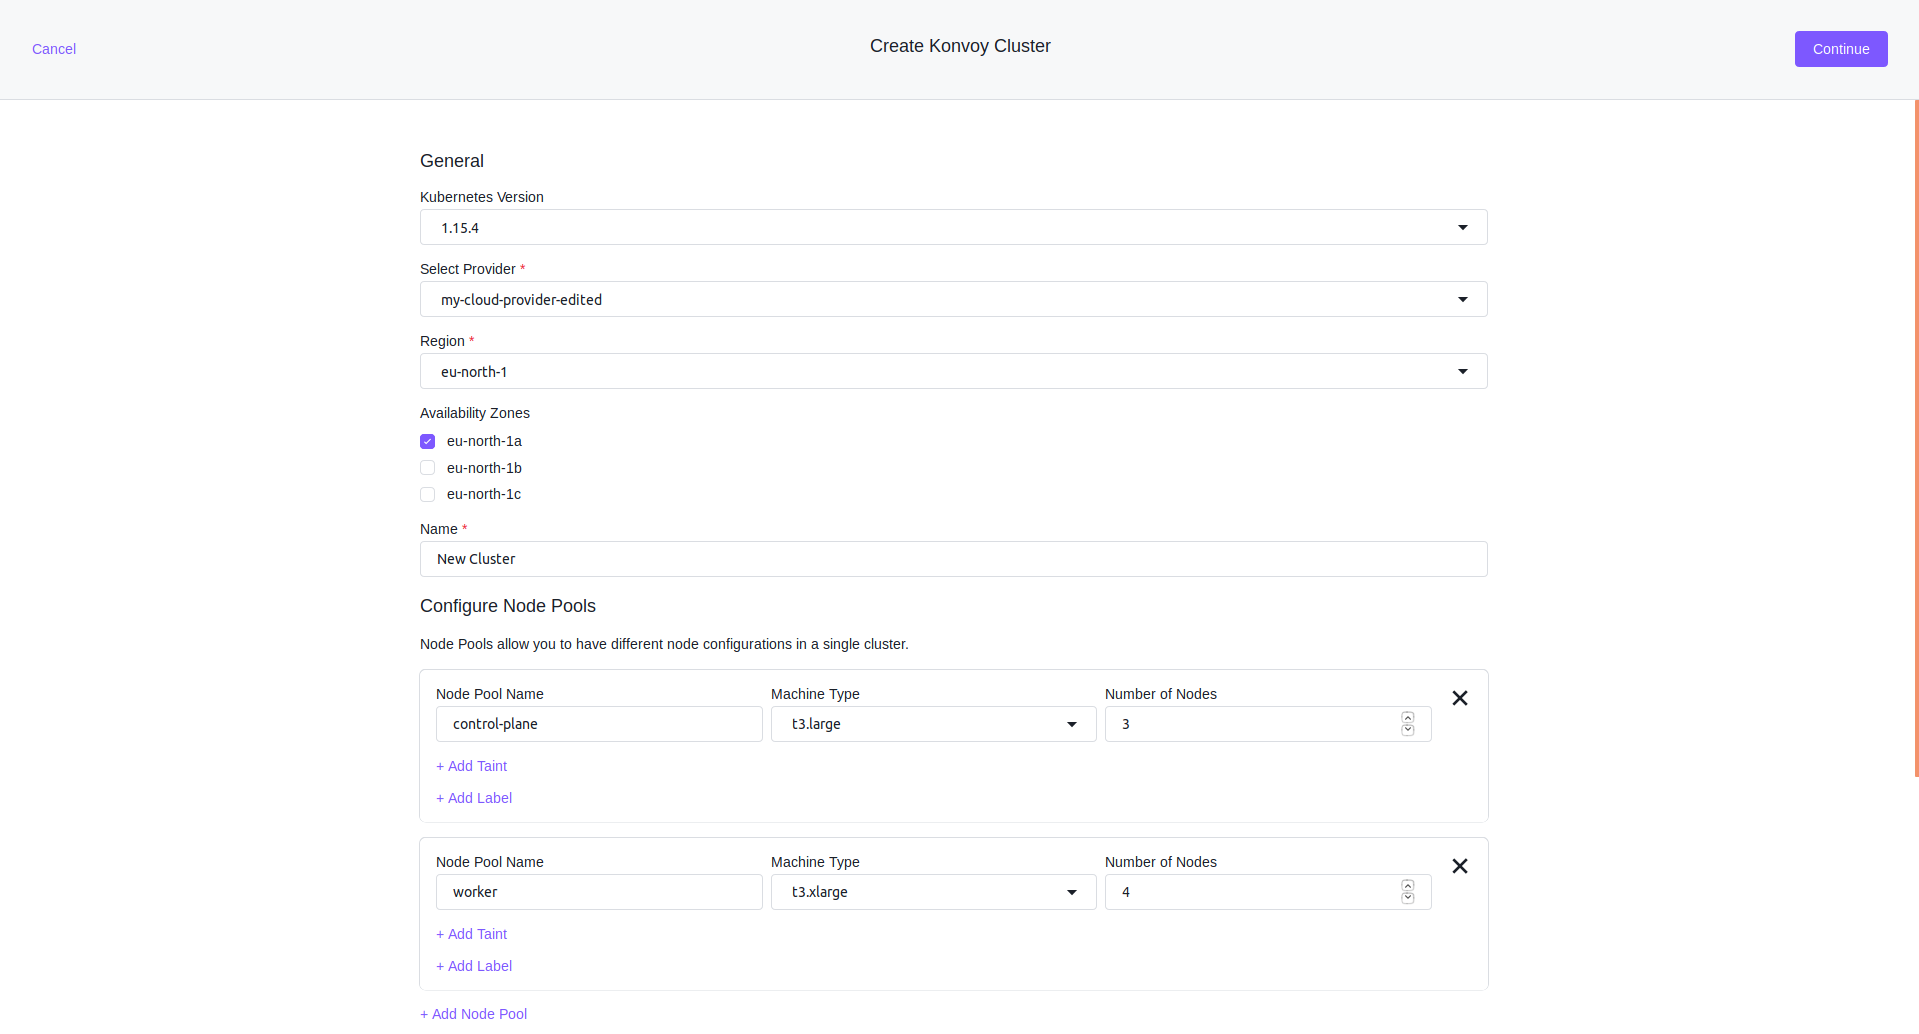 Cancel
Create Konvoy Cluster
Continue
General
Kubernetes Version
1.15.4
Select Provider *
my-cloud-provider-edited
Region *
eu-north-1
Availability Zones
eu-north-1a
eu-north-1b
eu-north-1c
Name *
New Cluster
Configure Node Pools
Node Pools allow you to have different node configurations in a single cluster.
Node Pool Name Machine Type Number of Nodes
control-plane t3.large 3
+ Add Taint
+ Add Label
Node Pool Name Machine Type Number of Nodes
worker t3.xlarge 4
+ Add Taint
+ Add Label
+ Add Node Pool